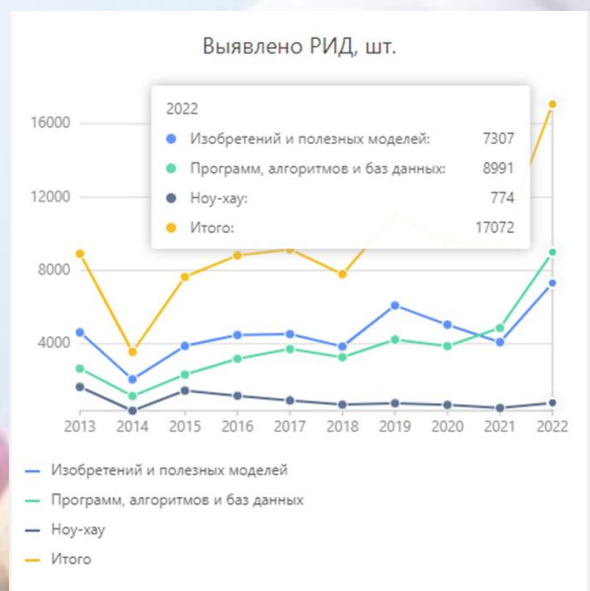 Выявлено РИД, шт.
2022
Изобретений и полезных моделей: 7307
Программ, алгоритмов и баз данных: 8991
Ноу-хау: 774
Итого: 17072
16000
12000
8000
4000
2013 2014 2015 2016 2017 2018 2019 2020 2021 2022
Изобретений и полезных моделей
Программ, алгоритмов и баз данных
Ноу-хау
Итого